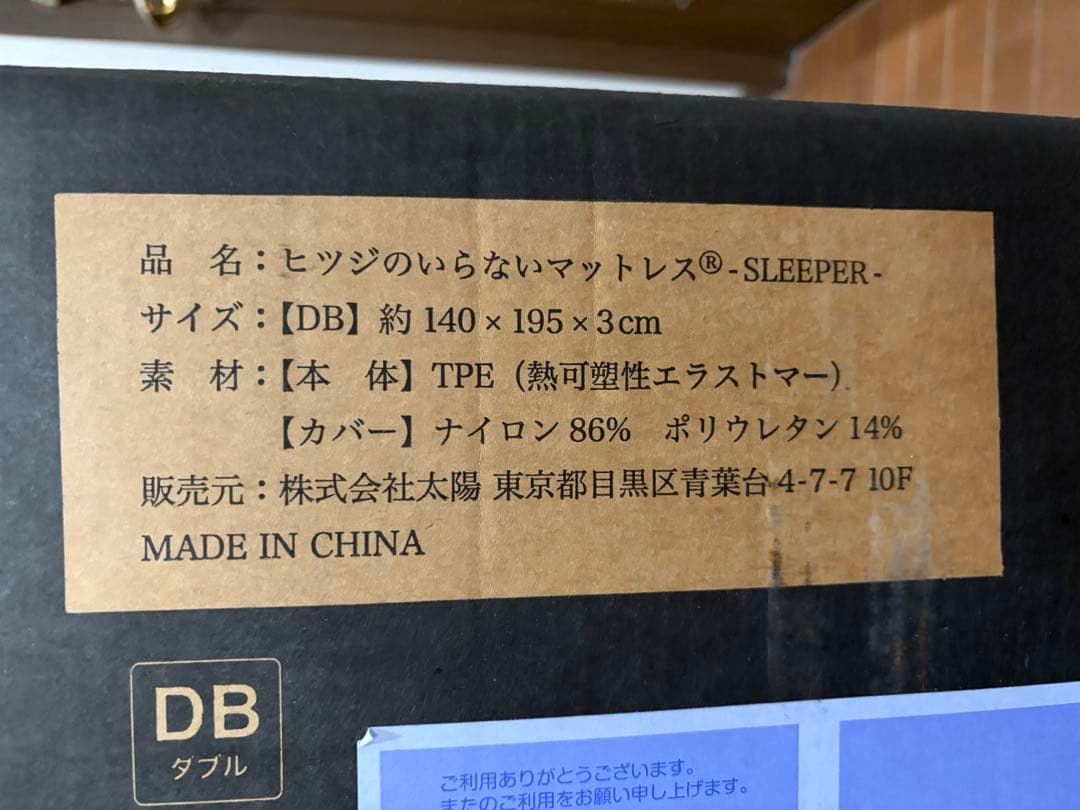 品　名：ヒツジのいらないマットレス®-SLEEPER-
サイズ：【DB】約 140×195×3cm
素　材：【本　体】TPE（熱可塑性エラストマー）
【カバー】ナイロン 86%　ポリウレタン 14%
販売元：株式会社太陽 東京都目黒区青葉台 4-7-7 10F
MADE IN CHINA
DB
ダブル
ご利用ありがとうございます。
またのご利用をお願い申し上げます。